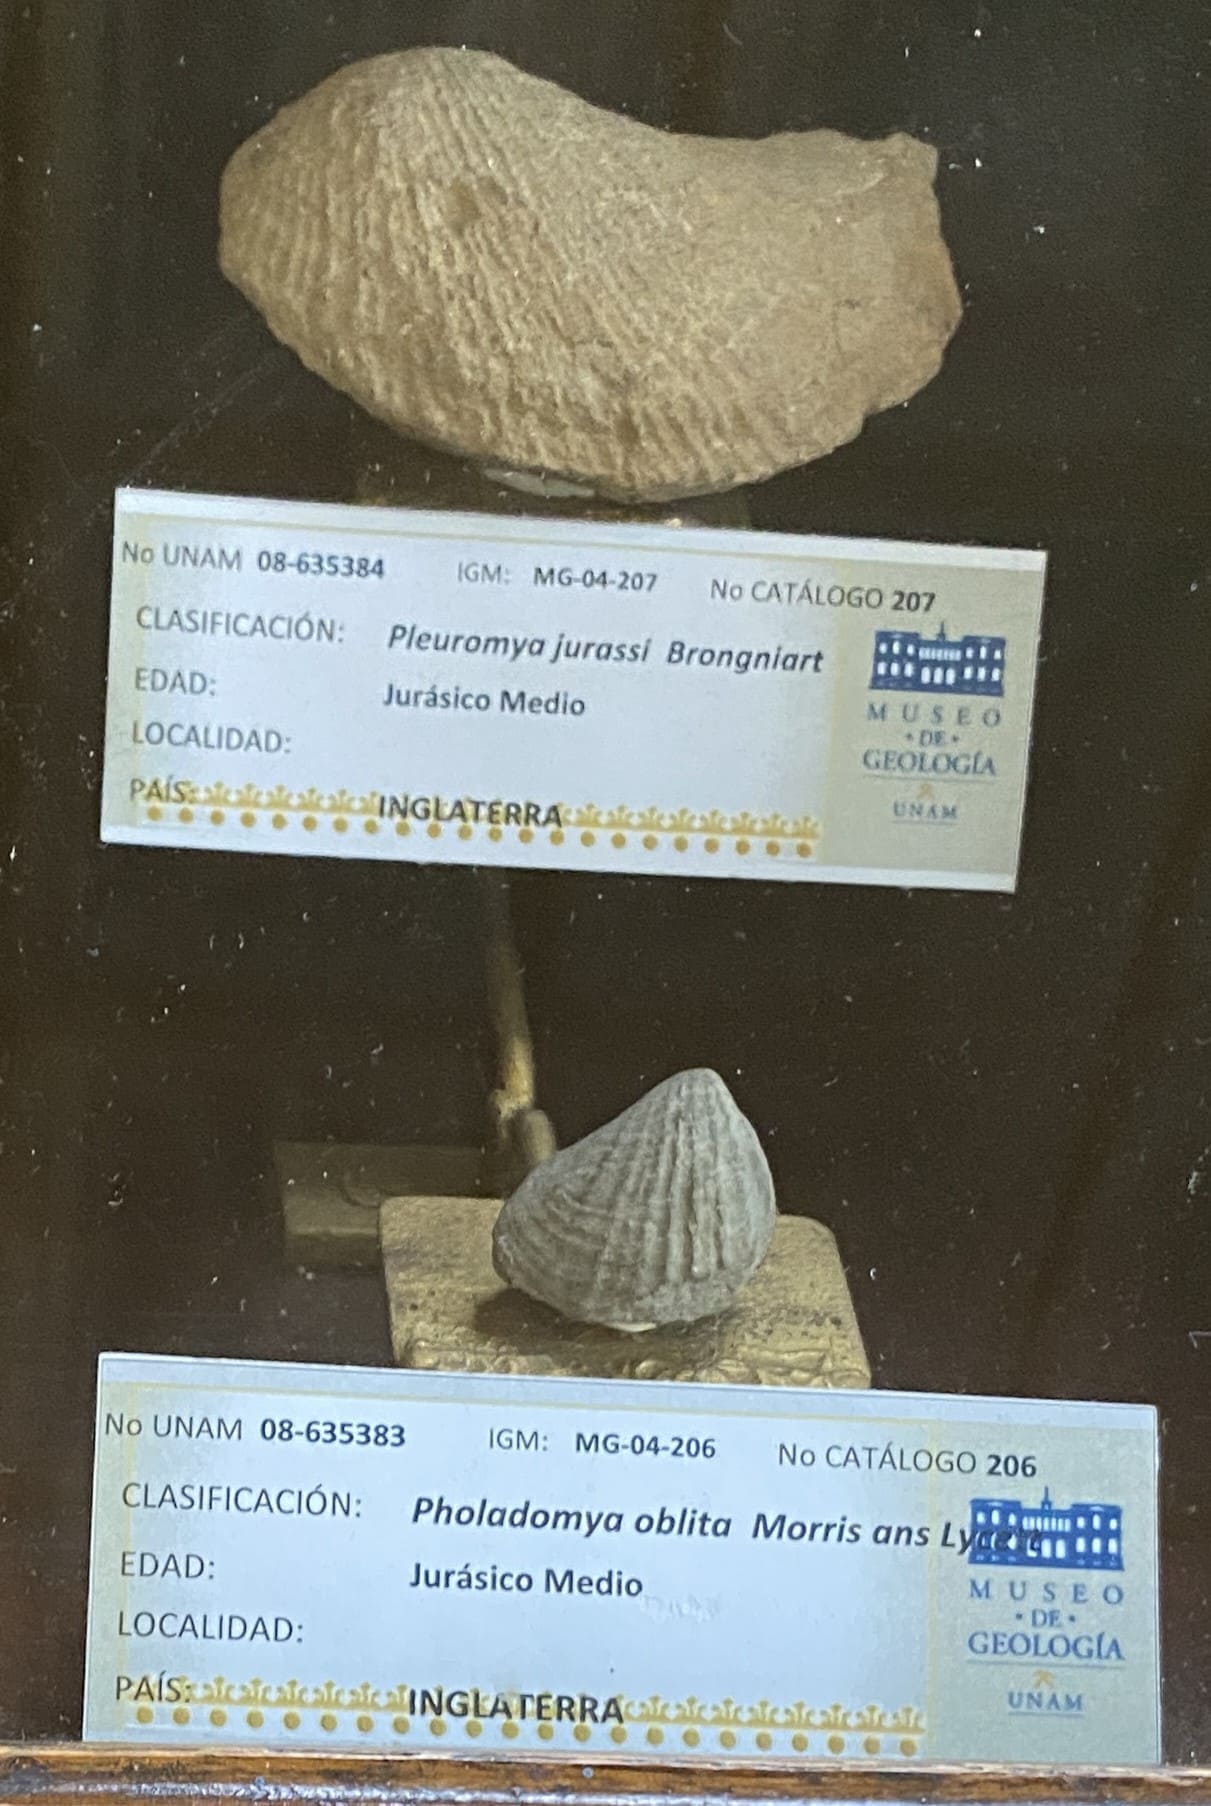 No UNAM 08-635384 IGM: MG-04-207 No CATÁLOGO 207
CLASIFICACIÓN: Pleuromya jurassi Brongniart
EDAD: Jurásico Medio
LOCALIDAD:
PAÍS: INGLATERRA
MUSEO
• DE •
GEOLOGÍA
UNAM
No UNAM 08-635383 IGM: MG-04-206 No CATÁLOGO 206
CLASIFICACIÓN: Pholadomya oblita Morris ans Lycett
EDAD: Jurásico Medio
LOCALIDAD:
PAÍS: INGLATERRA
MUSEO
• DE •
GEOLOGÍA
UNAM